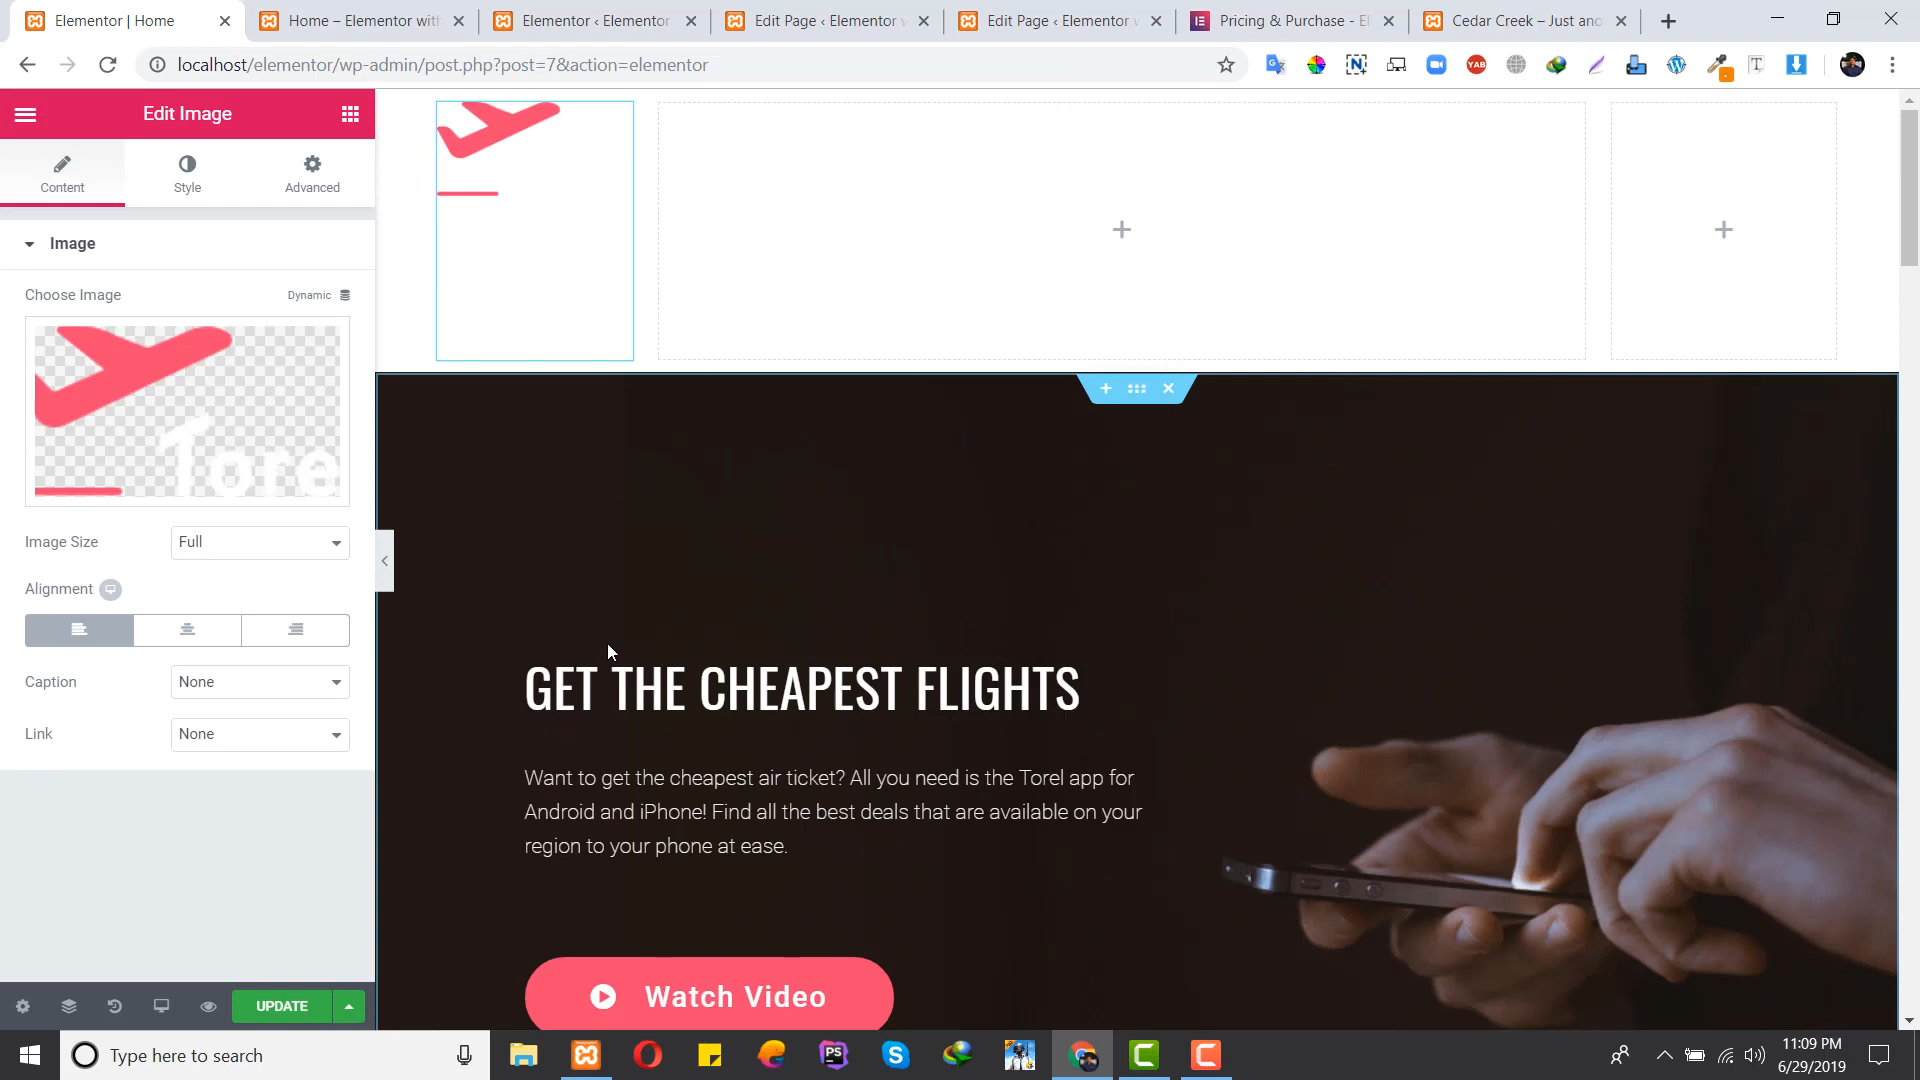 Elementor | Home
Home – Elementor with
Elementor ‹ Elementor
Edit Page ‹ Elementor w
Edit Page ‹ Elementor w
Pricing & Purchase - El
Cedar Creek – Just ano
localhost/elementor/wp-admin/post.php?post=7&action=elementor
YAB
Edit Image
Content
Style
Advanced
Image
Choose Image
Dynamic
Tore
Image Size
Full
Alignment
Caption
None
Link
None
UPDATE
GET THE CHEAPEST FLIGHTS
Want to get the cheapest air ticket? All you need is the Torel app for
Android and iPhone! Find all the best deals that are available on your
region to your phone at ease.
Watch Video
Type here to search
PS
11:09 PM
6/29/2019